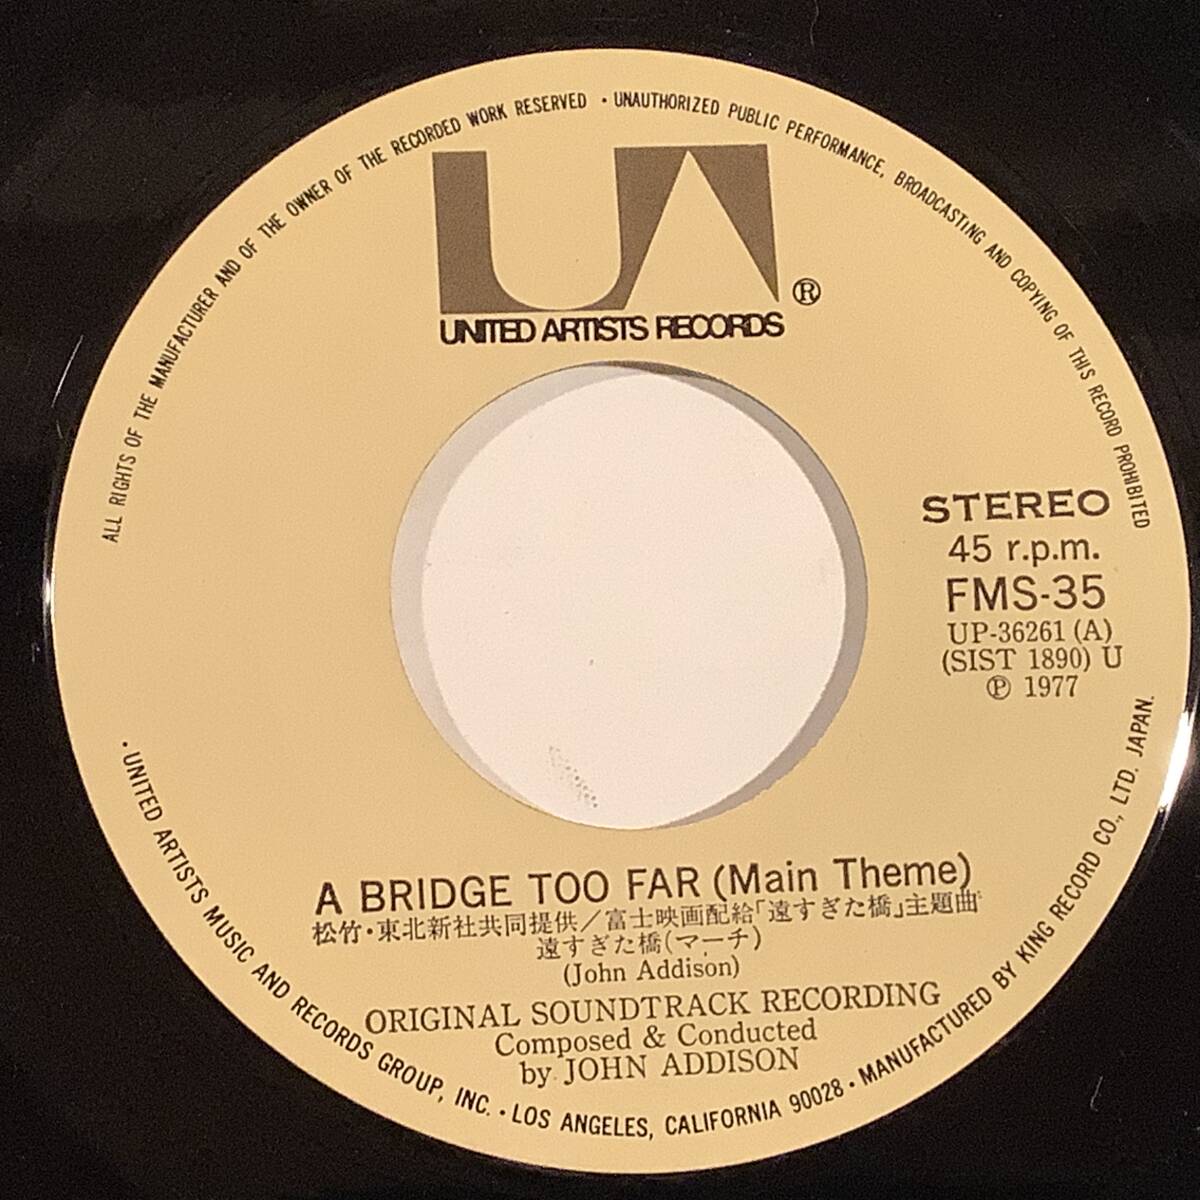 ALL RIGHTS OF THE MANUFACTURER AND OF THE OWNER OF THE RECORDED WORK RESERVED · UNAUTHORIZED PUBLIC PERFORMANCE, BROADCASTING AND COPYING OF THIS RECORD PROHIBITED
UA
®
UNITED ARTISTS RECORDS
STEREO
45 r.p.m.
FMS-35
UP-36261 (A)
(SIST 1890) U
℗ 1977
A BRIDGE TOO FAR (Main Theme)
松竹・東北新社共同提供/富士映画配給「遠すぎた橋」主題曲
遠すぎた橋(マーチ)
(John Addison)
ORIGINAL SOUNDTRACK RECORDING
Composed & Conducted
by JOHN ADDISON
· UNITED ARTISTS MUSIC AND RECORDS GROUP, INC. · LOS ANGELES, CALIFORNIA 90028 · MANUFACTURED BY KING RECORD CO., LTD. JAPAN.